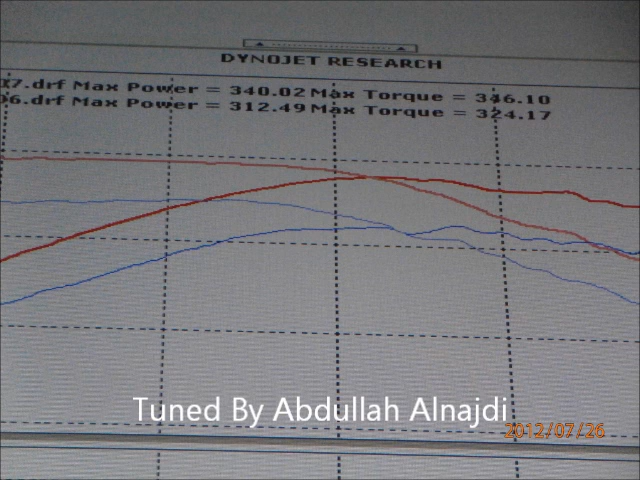 DYNOJET RESEARCH
7.drf Max Power = 340.02 Max Torque = 346.10
06.drf Max Power = 312.49 Max Torque = 324.17
Tuned By Abdullah Alnajdi
2012/07/26